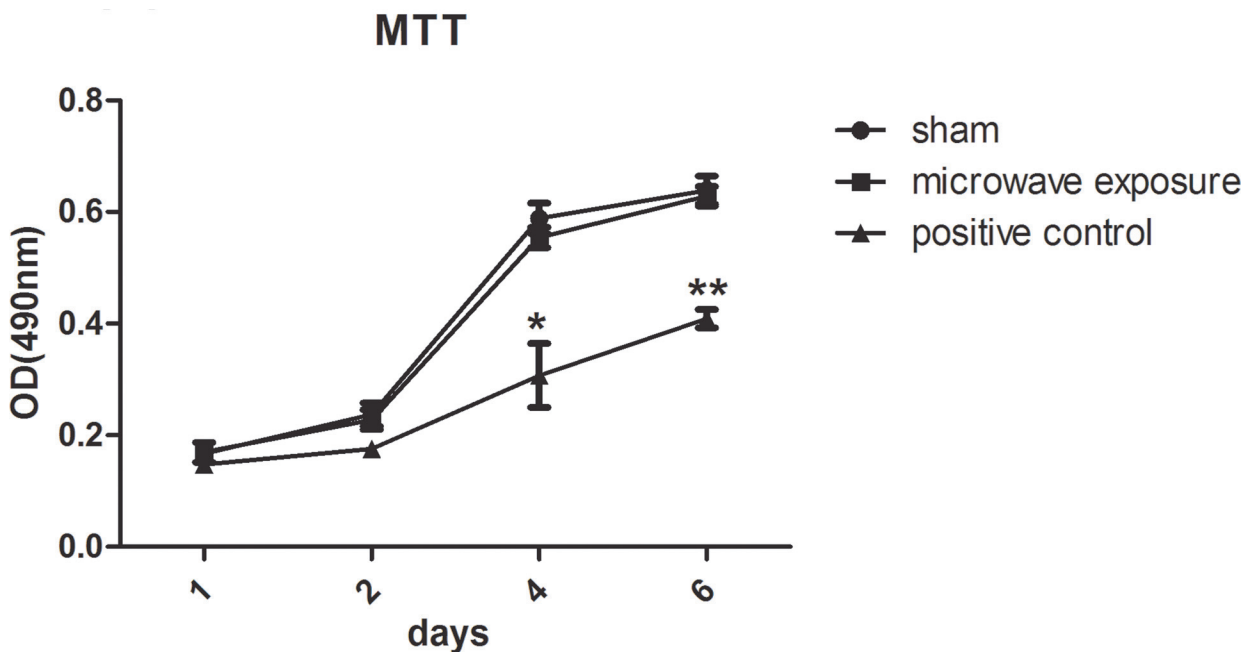 MTT
0.8
0.6
0.4
0.2
0.0
OD(490nm)
*
**
1
2
4
6
days
sham
microwave exposure
positive control